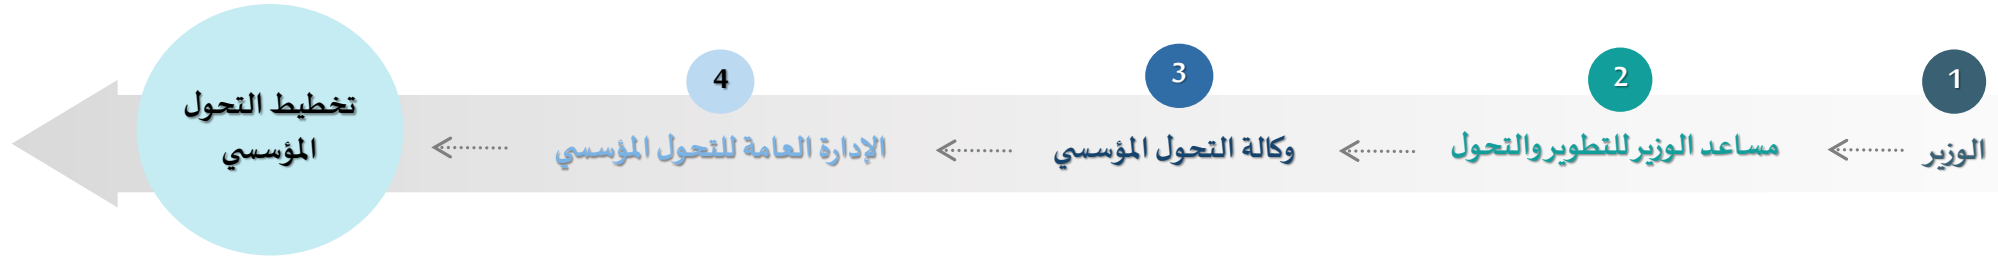 1
الوزير
2
مساعد الوزير للتطوير والتحول
3
وكالة التحول المؤسسي
4
الإدارة العامة للتحول المؤسسي
تخطيط التحول
المؤسسي